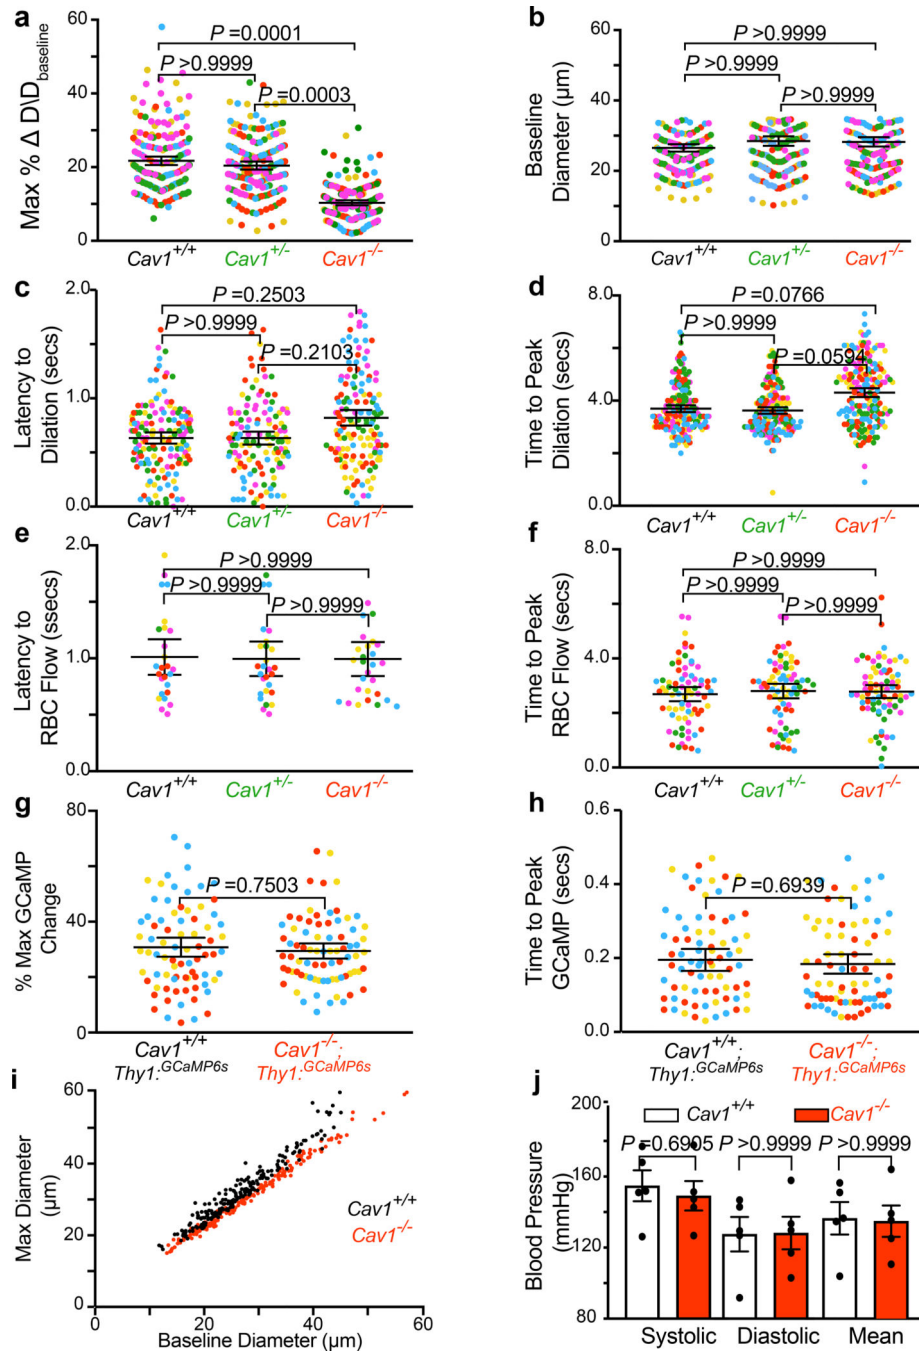 a
Max % Δ D\D_baseline
60
40
20
0
P =0.0001
P >0.9999
P =0.0003
Cav1^+/+ Cav1^+/- Cav1^-/-
b
Baseline
Diameter (μm)
60
40
20
0
P >0.9999
P >0.9999
P >0.9999
Cav1^+/+ Cav1^+/- Cav1^-/-
c
Latency to
Dilation (secs)
2.0
1.0
0.0
P =0.2503
P >0.9999
P =0.2103
Cav1^+/+ Cav1^+/- Cav1^-/-
d
Time to Peak
Dilation (secs)
8.0
4.0
0.0
P =0.0766
P >0.9999
P =0.0594
Cav1^+/+ Cav1^+/- Cav1^-/-
e
Latency to
RBC Flow (ssecs)
2.0
1.0
0.0
P >0.9999
P >0.9999
P >0.9999
Cav1^+/+ Cav1^+/- Cav1^-/-
f
Time to Peak
RBC Flow (secs)
8.0
4.0
0.0
P >0.9999
P >0.9999
P >0.9999
Cav1^+/+ Cav1^+/- Cav1^-/-
g
% Max GCaMP
Change
80
40
0
P =0.7503
Cav1^+/+ Cav1^-/-;
Thy1:^GCaMP6s Thy1:^GCaMP6s
h
Time to Peak
GCaMP (secs)
0.6
0.4
0.2
0.0
P =0.6939
Cav1^+/+; Cav1^-/-;
Thy1:^GCaMP6s Thy1:^GCaMP6s
i
Max Diameter
(μm)
60
40
20
0
Cav1^+/+
Cav1^-/-
0 20 40 60
Baseline Diameter (μm)
j
Blood Pressure
(mmHg)
200
160
120
80
Cav1^+/+ Cav1^-/-
P =0.6905 P >0.9999 P >0.9999
Systolic Diastolic Mean